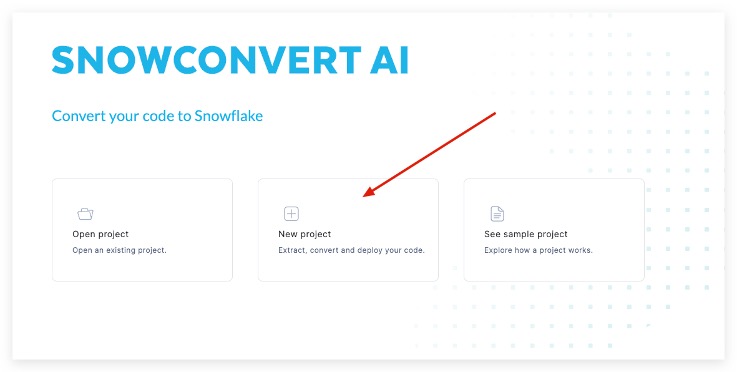 SNOWCONVERT AI
Convert your code to Snowflake
Open project
Open an existing project.
New project
Extract, convert and deploy your code.
See sample project
Explore how a project works.